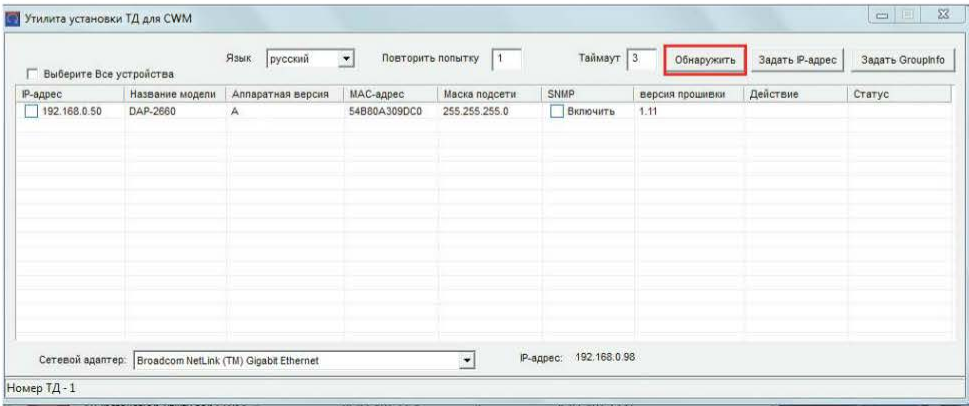 Утилита установки ТД для CWM
Язык русский Повторить попытку 1 Таймаут 3 Обнаружить Задать IP-адрес Задать GroupInfo
Выберите Все устройства
IP-адрес Название модели Аппаратная версия MAC-адрес Маска подсети SNMP версия прошивки Действие Статус
192.168.0.50 DAP-2660 A 54B80A309DC0 255.255.255.0 Включить 1.11
Сетевой адаптер: Broadcom NetLink (TM) Gigabit Ethernet IP-адрес: 192.168.0.98
Номер ТД - 1